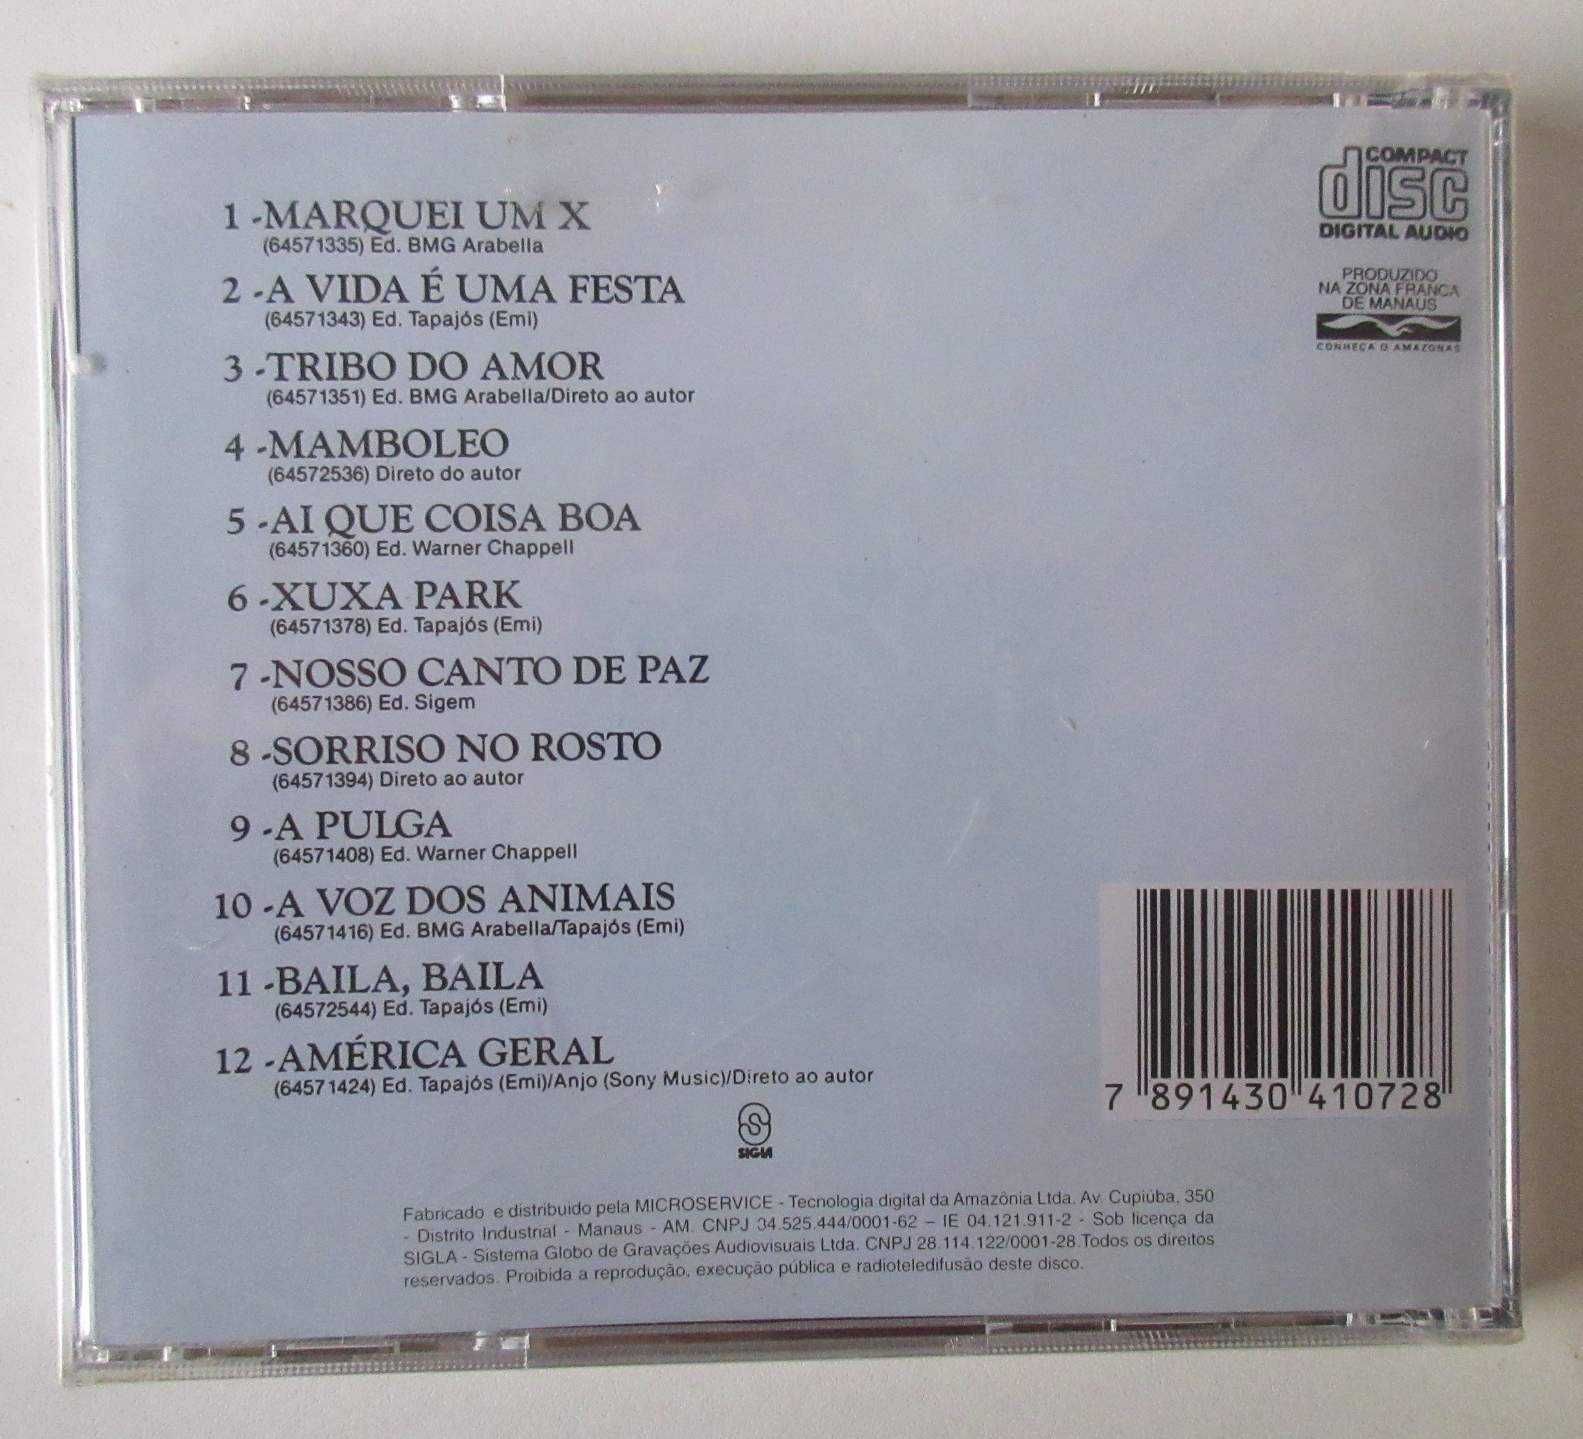 COMPACT
disc
DIGITAL AUDIO
PRODUZIDO
NA ZONA FRANCA
DE MANAUS
CONHEÇA O AMAZONAS
1 -MARQUEI UM X
(64571335) Ed. BMG Arabella
2 -A VIDA É UMA FESTA
(64571343) Ed. Tapajós (Emi)
3 -TRIBO DO AMOR
(64571351) Ed. BMG Arabella/Direto ao autor
4 -MAMBOLEO
(64572536) Direto do autor
5 -AI QUE COISA BOA
(64571360) Ed. Warner Chappell
6 -XUXA PARK
(64571378) Ed. Tapajós (Emi)
7 -NOSSO CANTO DE PAZ
(64571386) Ed. Sigem
8 -SORRISO NO ROSTO
(64571394) Direto ao autor
9 -A PULGA
(64571408) Ed. Warner Chappell
10 -A VOZ DOS ANIMAIS
(64571416) Ed. BMG Arabella/Tapajós (Emi)
11 -BAILA, BAILA
(64572544) Ed. Tapajós (Emi)
12 -AMÉRICA GERAL
(64571424) Ed. Tapajós (Emi)/Anjo (Sony Music)/Direto ao autor
7 891430 410728
SIGLA
Fabricado e distribuido pela MICROSERVICE - Tecnologia digital da Amazônia Ltda. Av. Cupiúba, 350
- Distrito Industrial - Manaus - AM. CNPJ 34.525.444/0001-62 – IE 04.121.911-2 - Sob licença da
SIGLA - Sistema Globo de Gravações Audiovisuais Ltda. CNPJ 28.114.122/0001-28.Todos os direitos
reservados. Proibida a reprodução, execução pública e radioteledifusão deste disco.